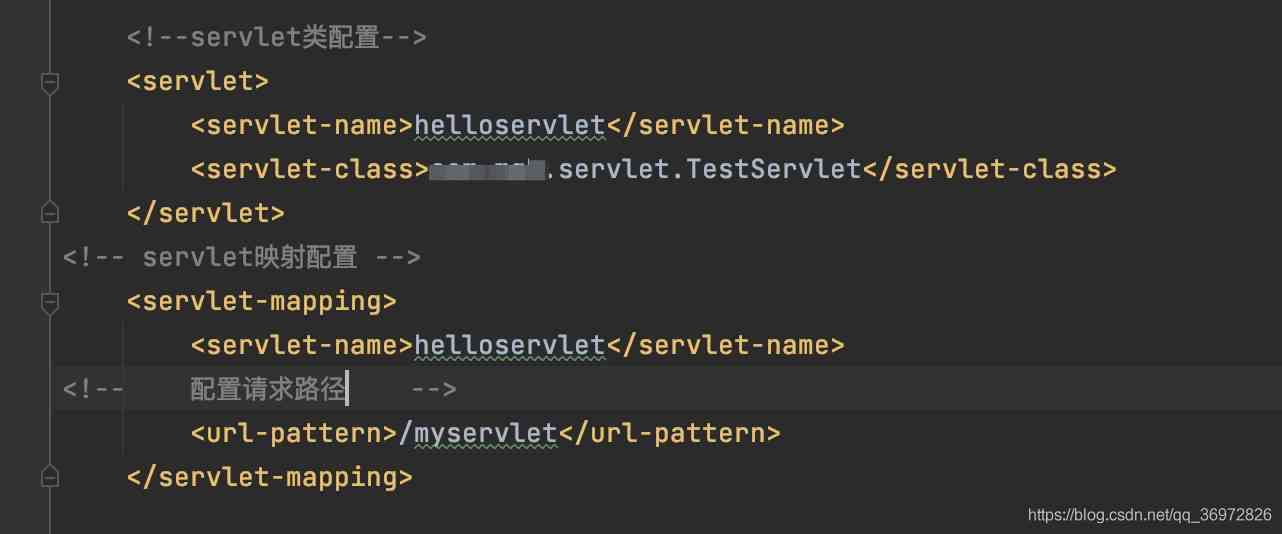 <!--servlet类配置-->
<servlet>
<servlet-name>helloservlet</servlet-name>
<servlet-class>.servlet.TestServlet</servlet-class>
</servlet>
<!-- servlet映射配置 -->
<servlet-mapping>
<servlet-name>helloservlet</servlet-name>
<!-- 配置请求路径 -->
<url-pattern>/myservlet</url-pattern>
</servlet-mapping>
https://blog.csdn.net/qq_36972826